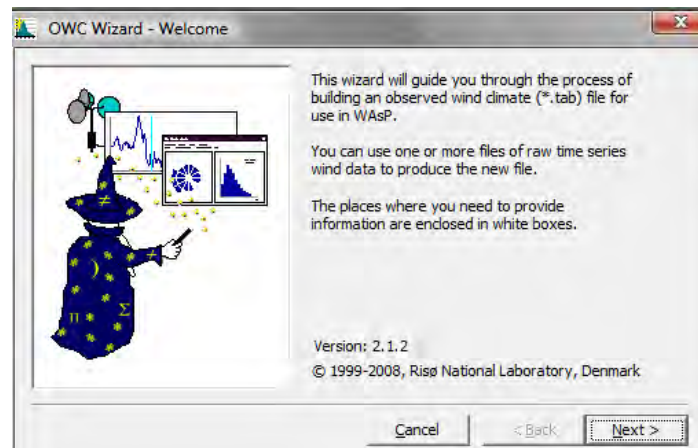 OWC Wizard - Welcome
This wizard will guide you through the process of
building an observed wind climate (*.tab) file for
use in WAsP.
You can use one or more files of raw time series
wind data to produce the new file.
The places where you need to provide
information are enclosed in white boxes.
Version: 2.1.2
© 1999-2008, Risø National Laboratory, Denmark
Cancel
< Back
Next >